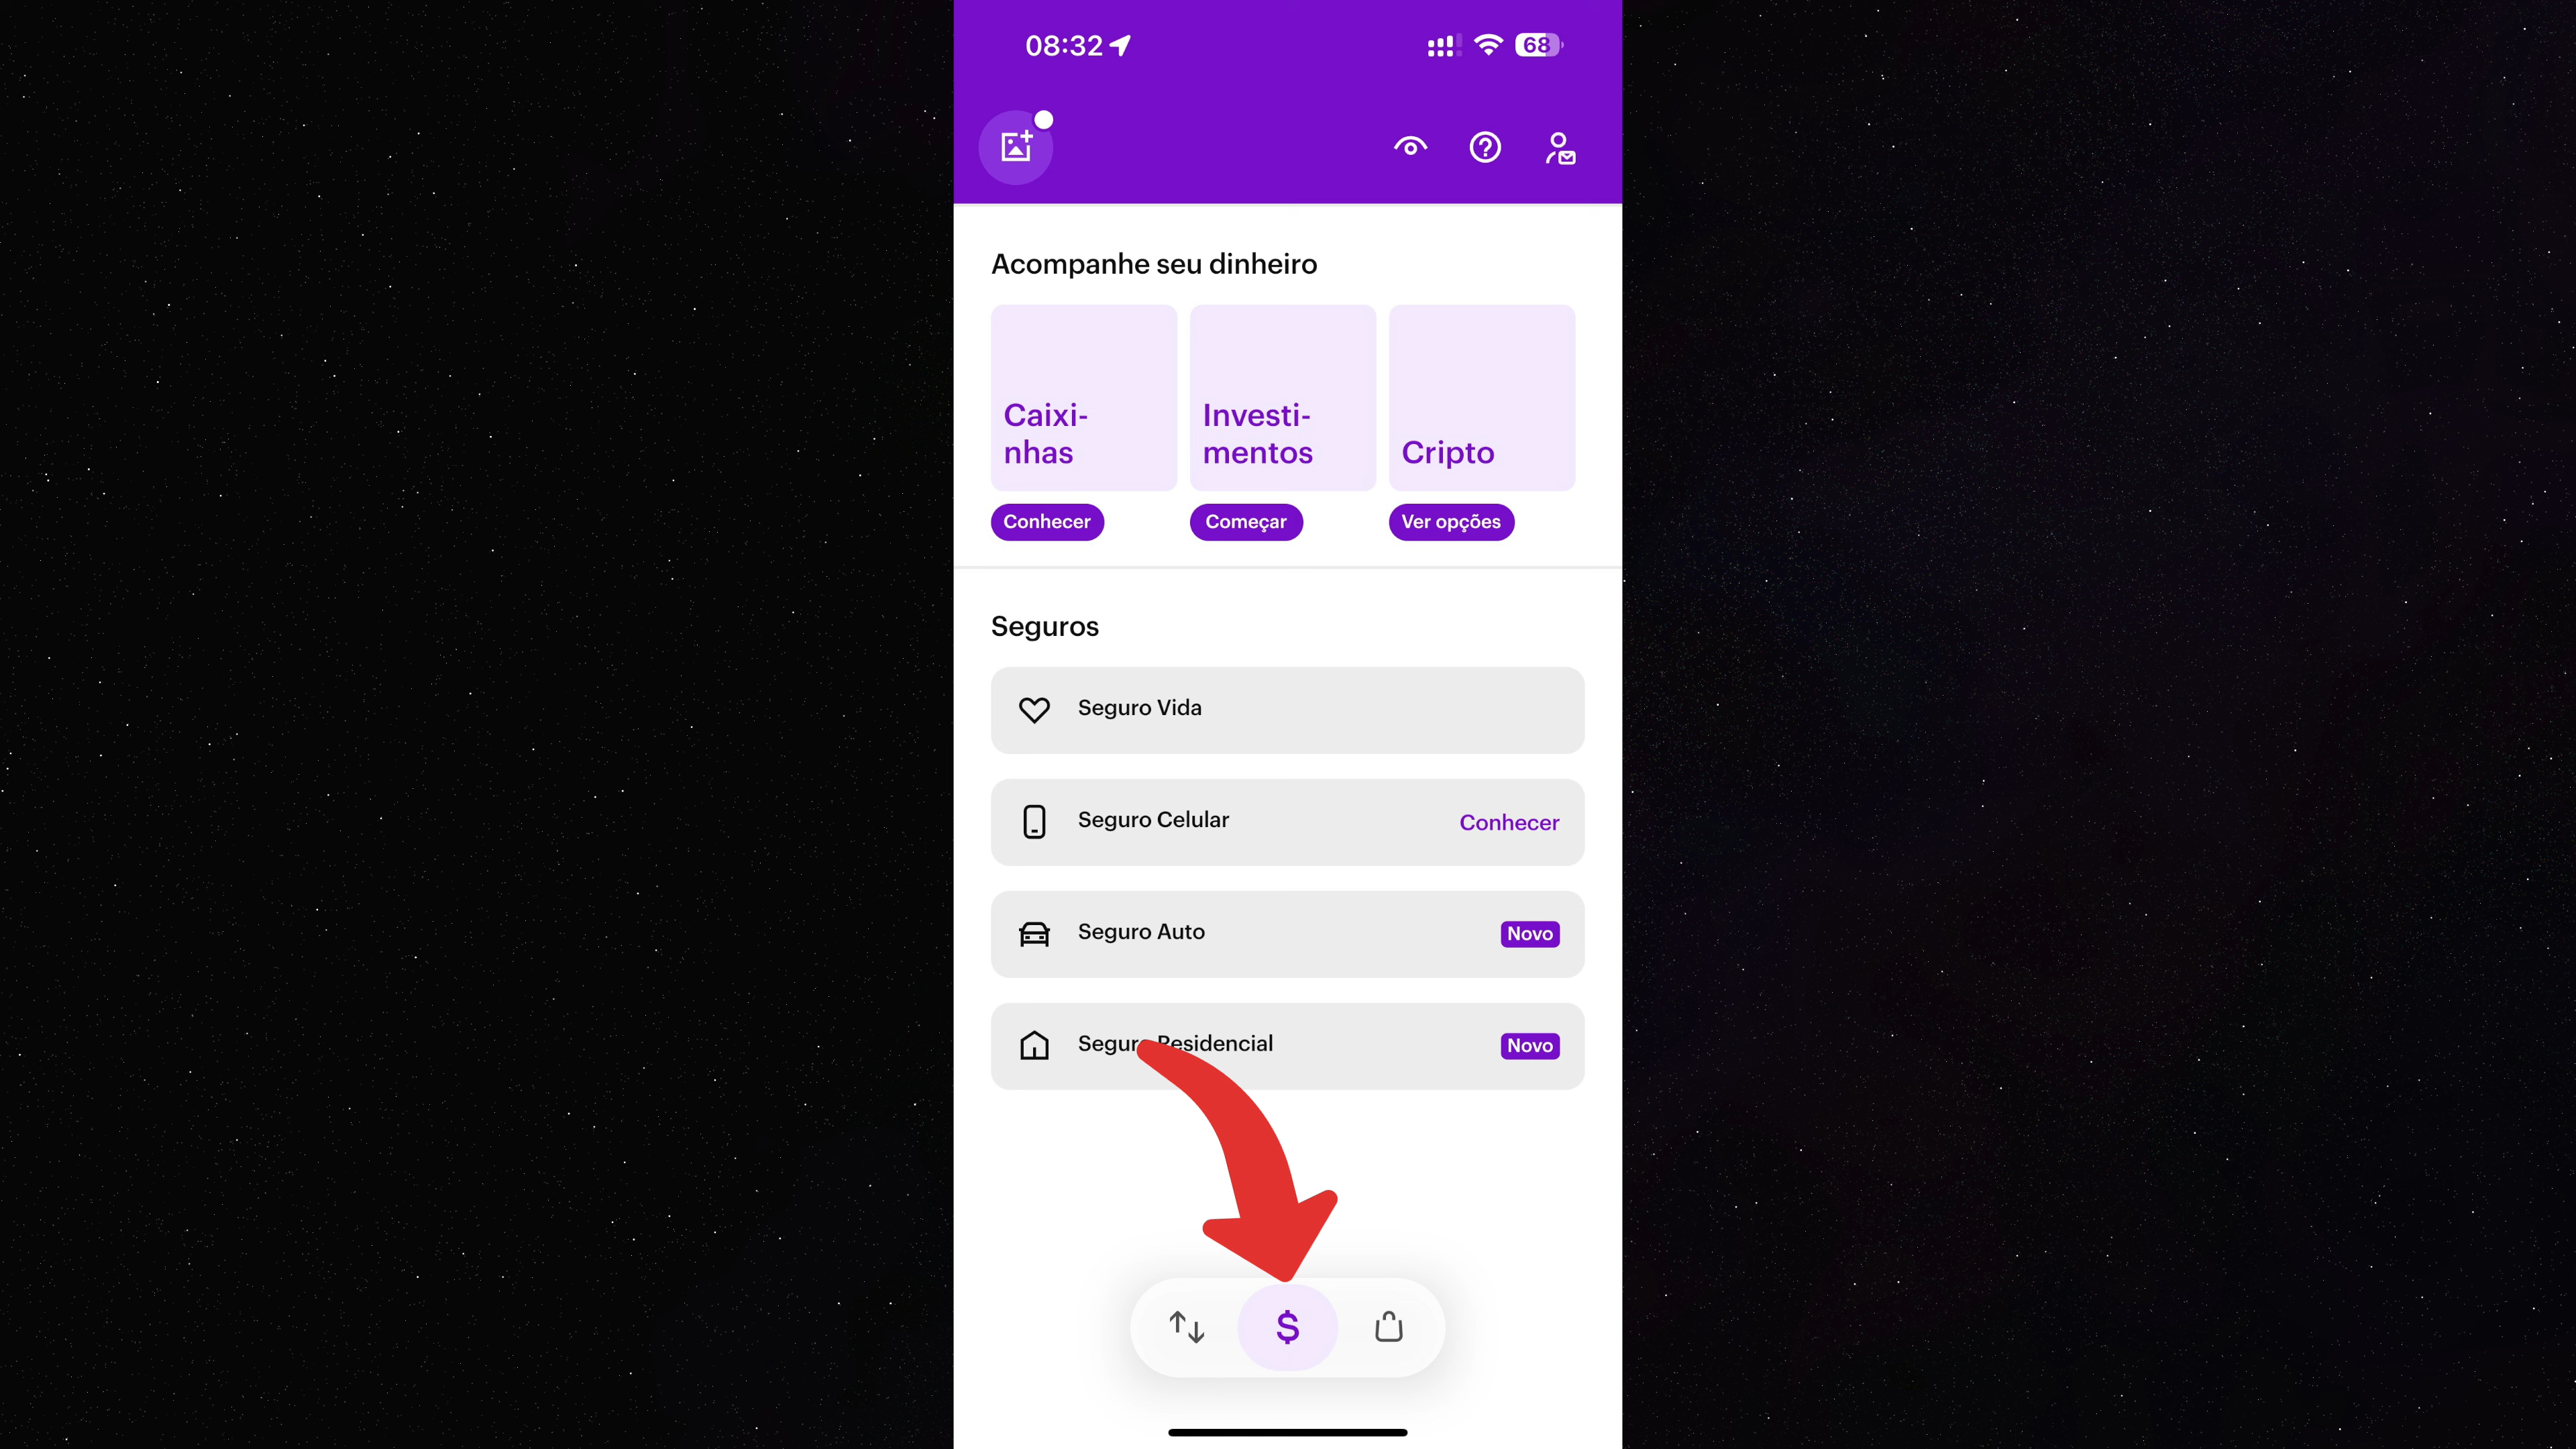 08:32
68
Acompanhe seu dinheiro
Caixi-
nhas
Investi-
mentos
Cripto
Conhecer
Começar
Ver opções
Seguros
Seguro Vida
Seguro Celular
Conhecer
Seguro Auto
Novo
Seguro Residencial
Novo
$